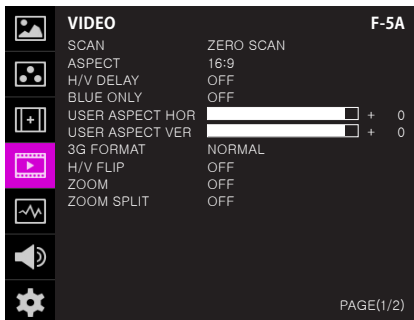 VIDEO F-5A
SCAN ZERO SCAN
ASPECT 16:9
H/V DELAY OFF
BLUE ONLY OFF
USER ASPECT HOR + 0
USER ASPECT VER + 0
3G FORMAT NORMAL
H/V FLIP OFF
ZOOM OFF
ZOOM SPLIT OFF
PAGE(1/2)